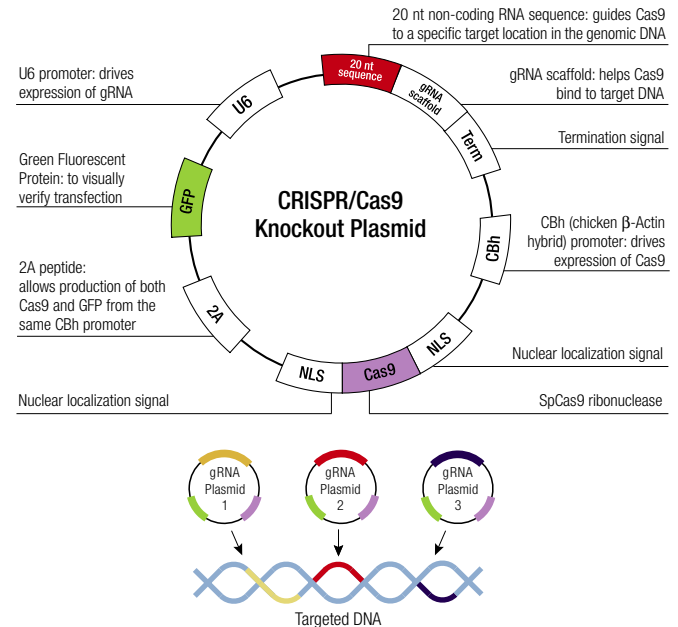 20 nt non-coding RNA sequence: guides Cas9
to a specific target location in the genomic DNA
U6 promoter: drives
expression of gRNA
gRNA scaffold: helps Cas9
bind to target DNA
Termination signal
Green Fluorescent
Protein: to visually
verify transfection
CBh (chicken β-Actin
hybrid) promoter: drives
expression of Cas9
2A peptide:
allows production of both
Cas9 and GFP from the
same CBh promoter
Nuclear localization signal
Nuclear localization signal
SpCas9 ribonuclease
20 nt
sequence
gRNA
scaffold
Term
CBh
NLS
Cas9
NLS
2A
GFP
U6
CRISPR/Cas9
Knockout Plasmid
gRNA
Plasmid
1
gRNA
Plasmid
2
gRNA
Plasmid
3
Targeted DNA